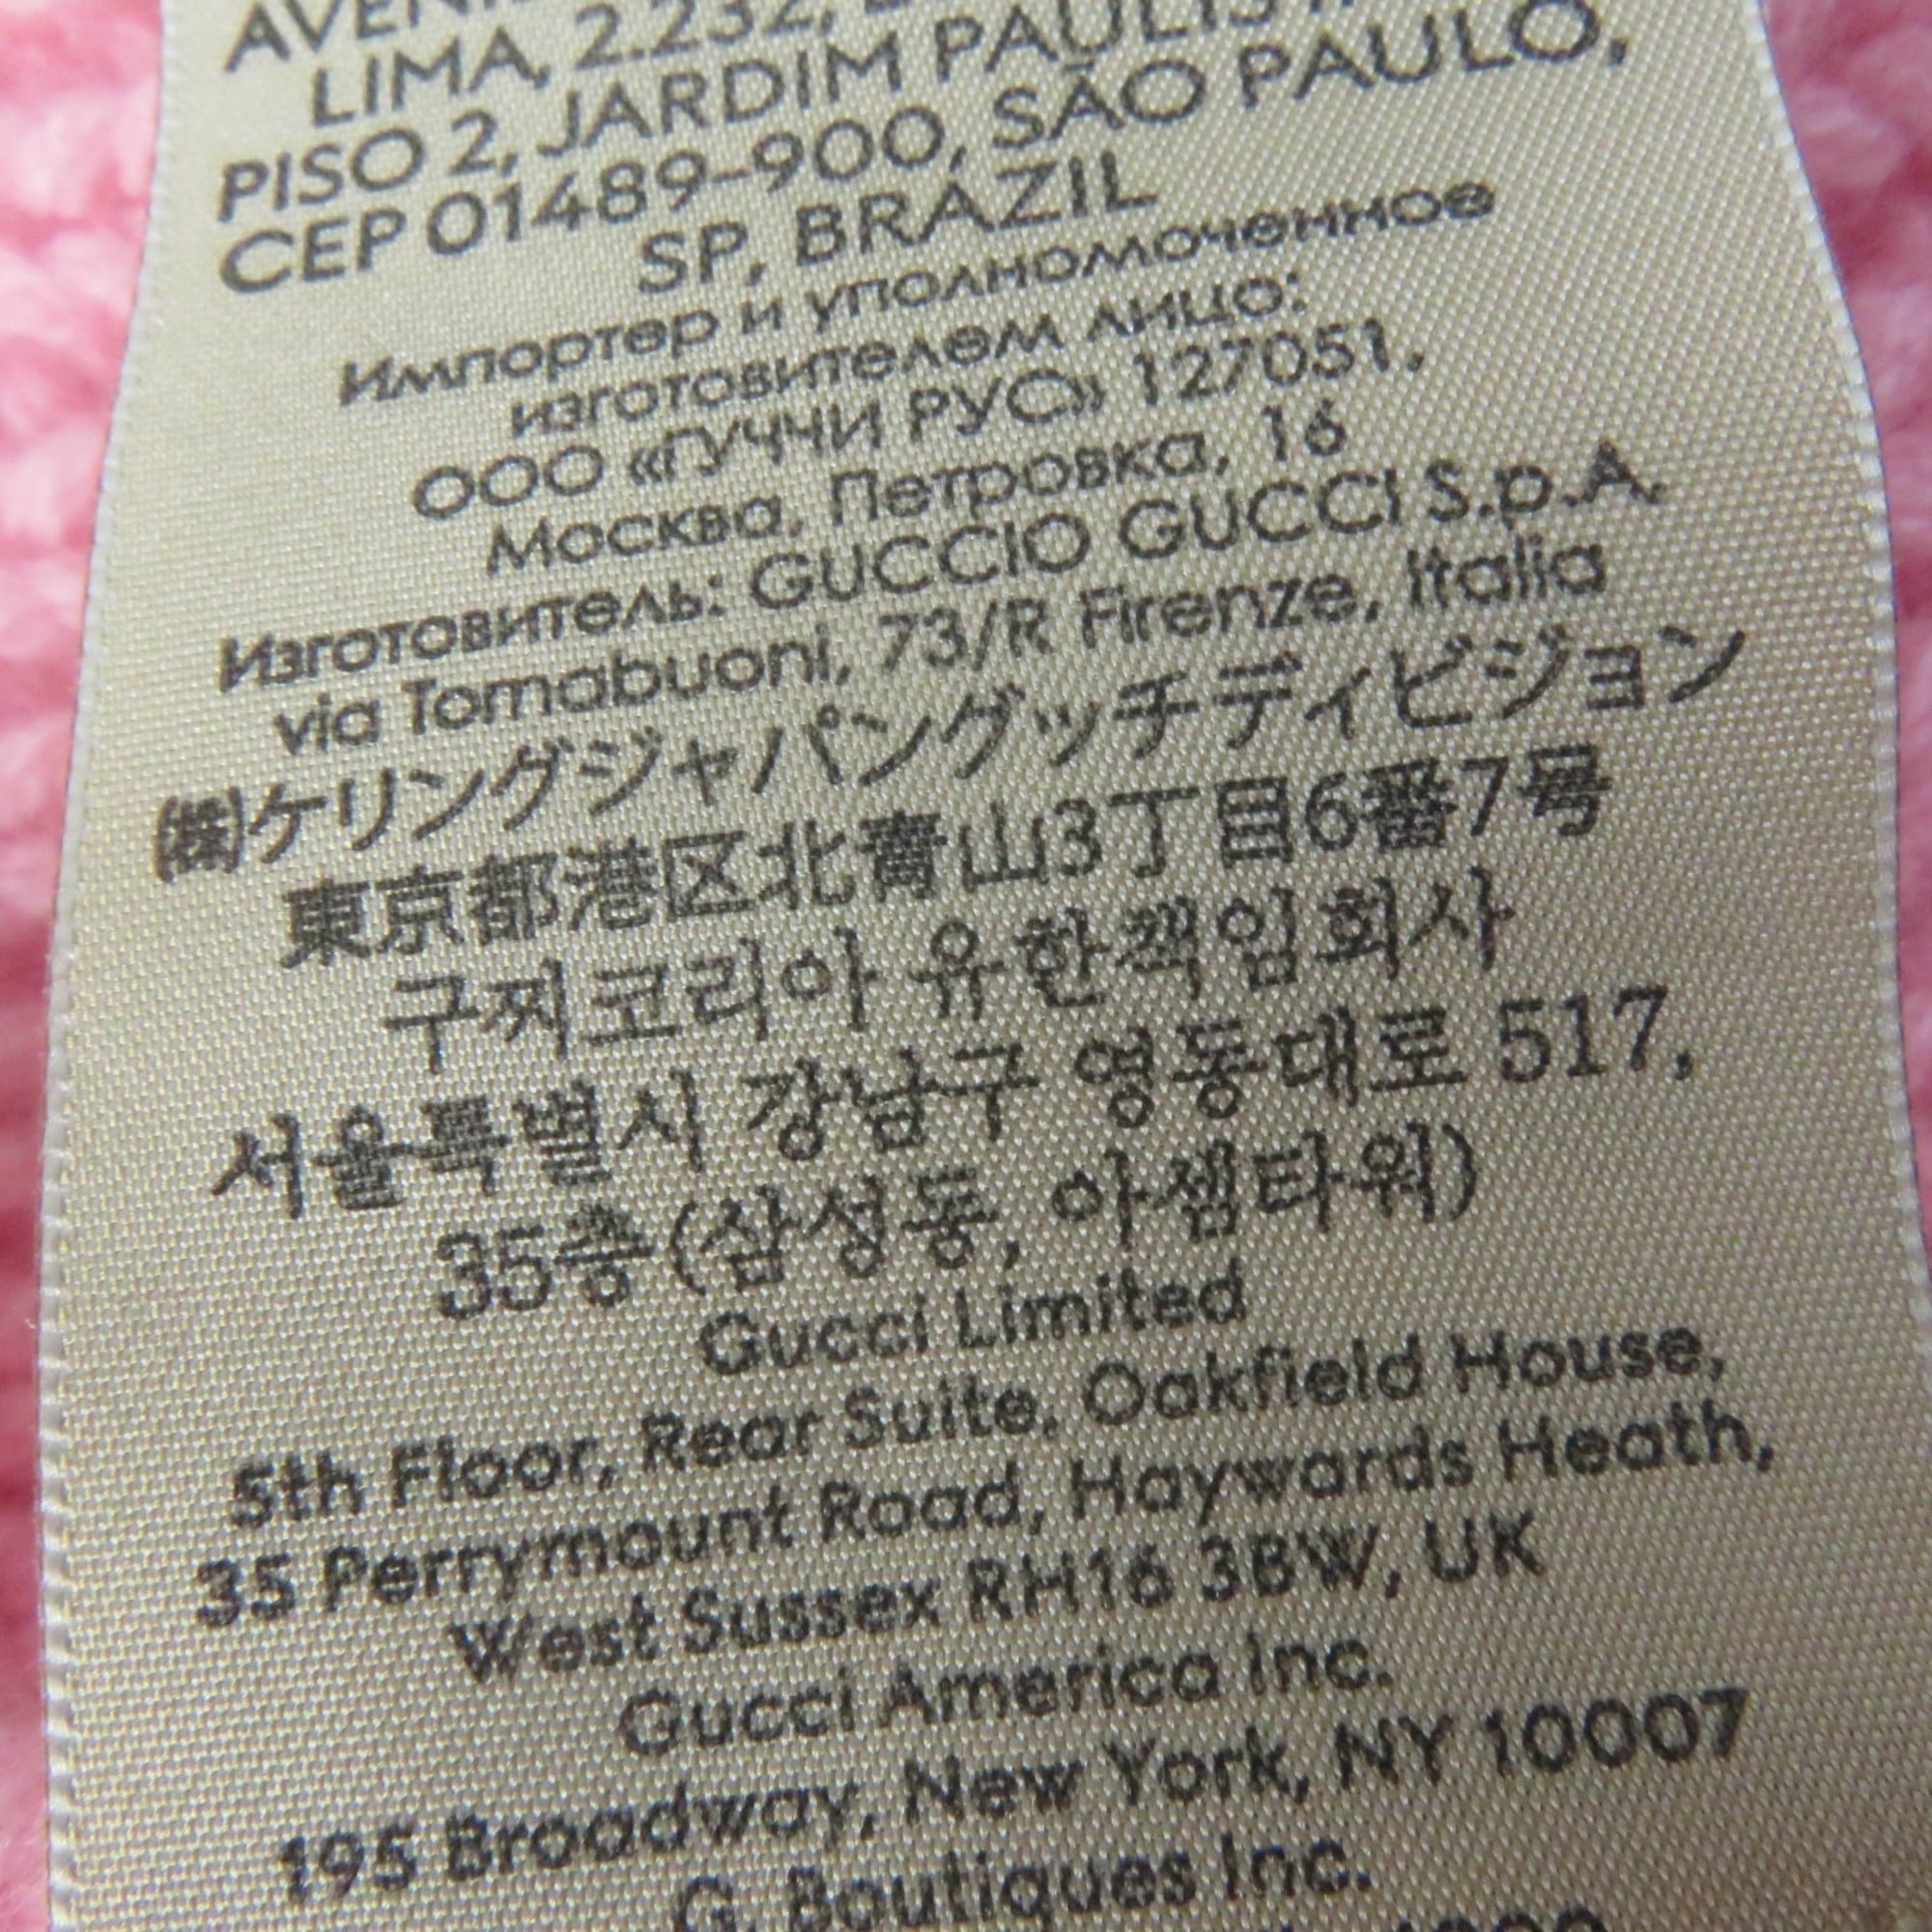 LIMA, 2.232,
PISO 2, JARDIM
CEP 01489-900, SÃO PAULO,
SP, BRAZIL
Импортер и уполномоченное
изготовителем лицо:
ООО «ГУЧЧИ РУС» 127051,
Москва, Петровка, 16
Изготовитель: GUCCIO GUCCI S.p.A.
via Tornabuoni, 73/R Firenze, Italia
㈱ケリングジャパングッチディビジョン
東京都港区北青山3丁目6番7号
구찌코리아 유한책임회사
서울특별시 강남구 영동대로 517,
35층(삼성동, 아셈타워)
Gucci Limited
5th Floor, Rear Suite, Oakfield House,
35 Perrymount Road, Haywards Heath,
West Sussex RH16 3BW, UK
Gucci America Inc.
195 Broadway, New York, NY 10007
G. Boutiques Inc.